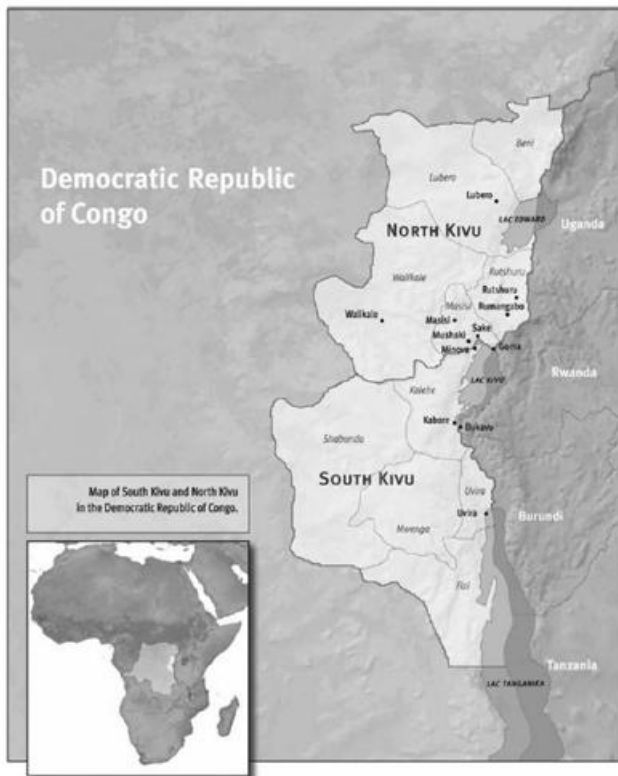 Democratic Republic
of Congo
Beni
Lubero
Lubero
LAC EDWARD
Uganda
NORTH KIVU
Rutshuru
Walikale
Rutshuru
Rumangabo
Masisi
Walikale
Masisi
Sake
Mushaki
Minove
Goma
LAC KIVU
Rwanda
Kalehe
Kabare
Bukavu
Shabunda
SOUTH KIVU
Uvira
Map of South Kivu and North Kivu
in the Democratic Republic of Congo.
Uvira
Burundi
Mwenga
Fizi
Tanzania
LAC TANGANIKA